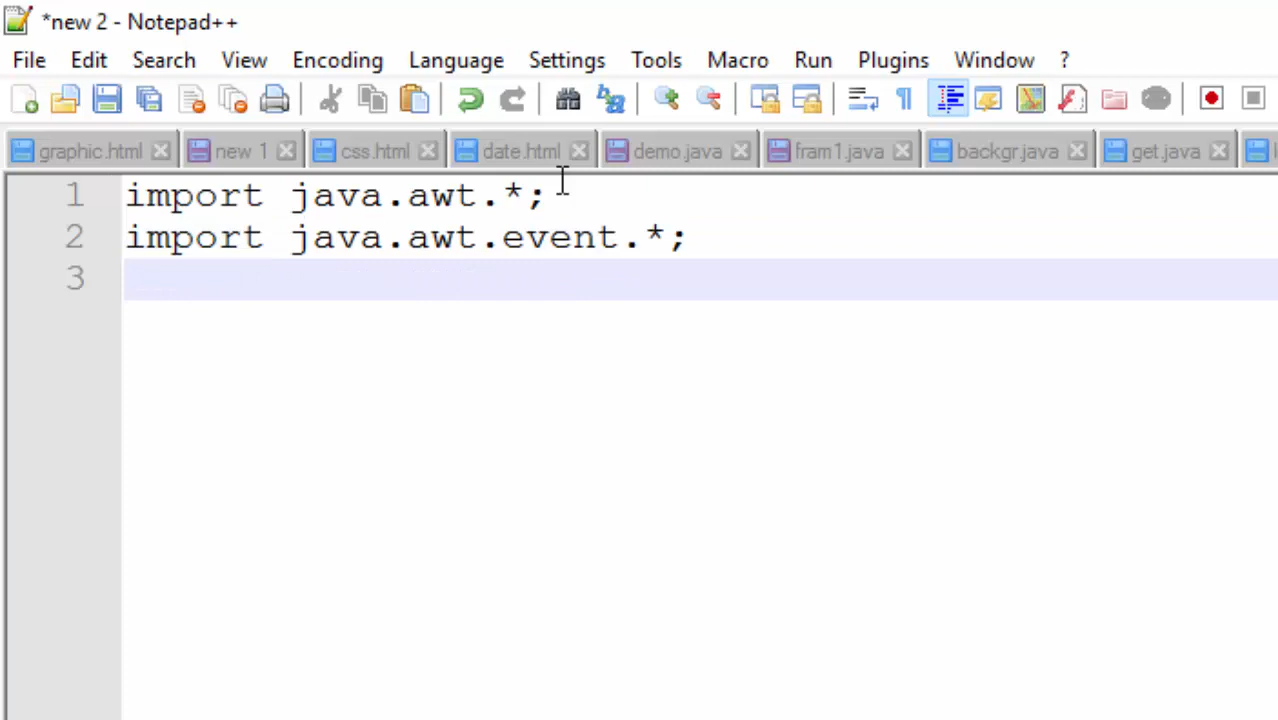 *new 2 - Notepad++
File Edit Search View Encoding Language Settings Tools Macro Run Plugins Window ?
graphic.html new 1 css.html date.html demo.java fram1.java backgr.java get.java
1 import java.awt.*;
2 import java.awt.event.*;
3